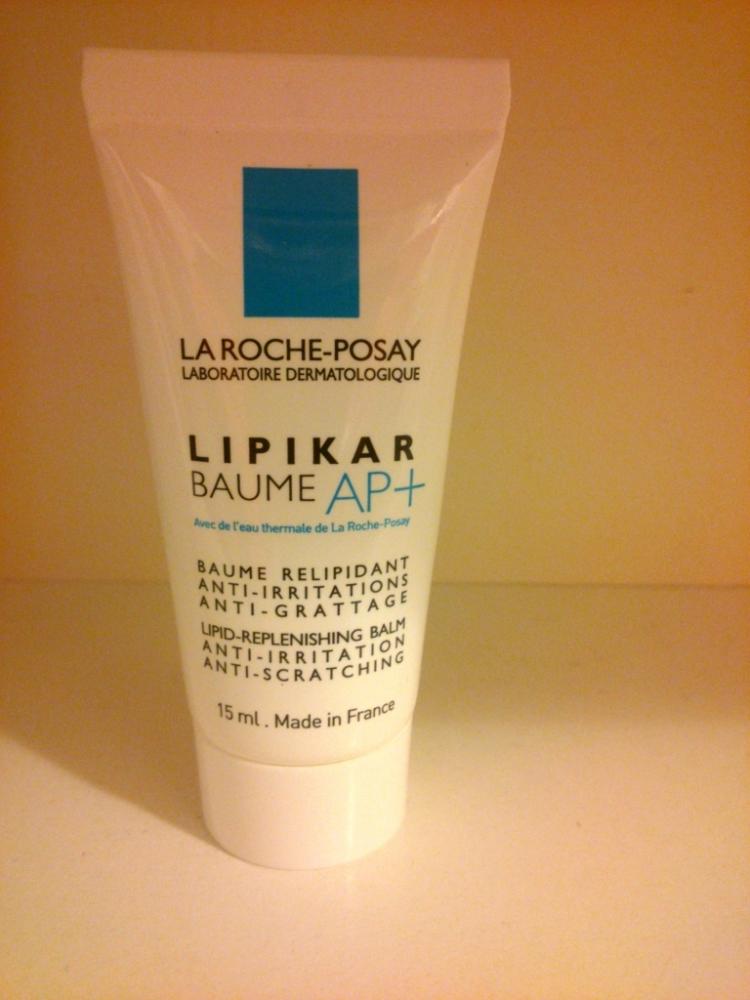 LA ROCHE-POSAY
LABORATOIRE DERMATOLOGIQUE
LIPIKAR
BAUME AP+
Avec de l'eau thermale de La Roche-Posay
BAUME RELIPIDANT
ANTI-IRRITATIONS
ANTI-GRATTAGE
LIPID-REPLENISHING BALM
ANTI-IRRITATION
ANTI-SCRATCHING
15 ml . Made in France